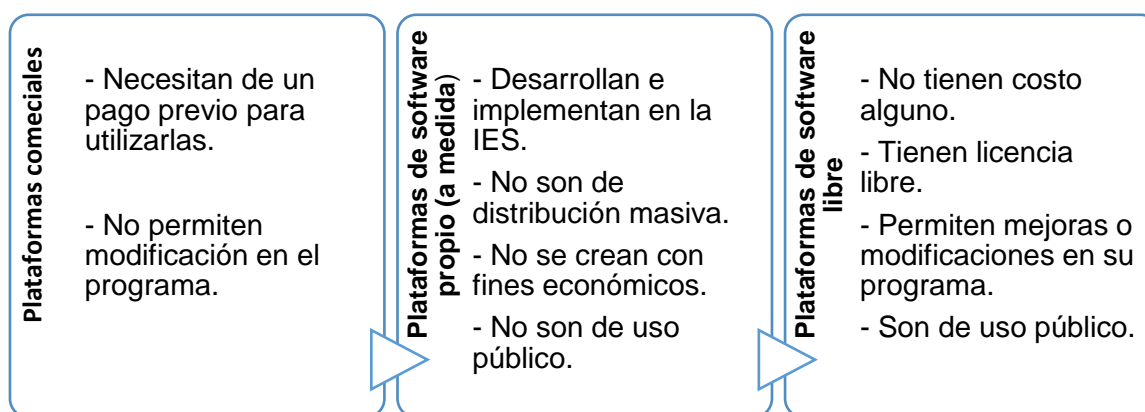 Plataformas comeciales
- Necesitan de un
pago previo para
utilizarlas.
- No permiten
modificación en el
programa.
Plataformas de software
propio (a medida)
- Desarrollan e
implementan en la
IES.
- No son de
distribución masiva.
- No se crean con
fines económicos.
- No son de uso
público.
Plataformas de software
libre
- No tienen costo
alguno.
- Tienen licencia
libre.
- Permiten mejoras o
modificaciones en su
programa.
- Son de uso público.